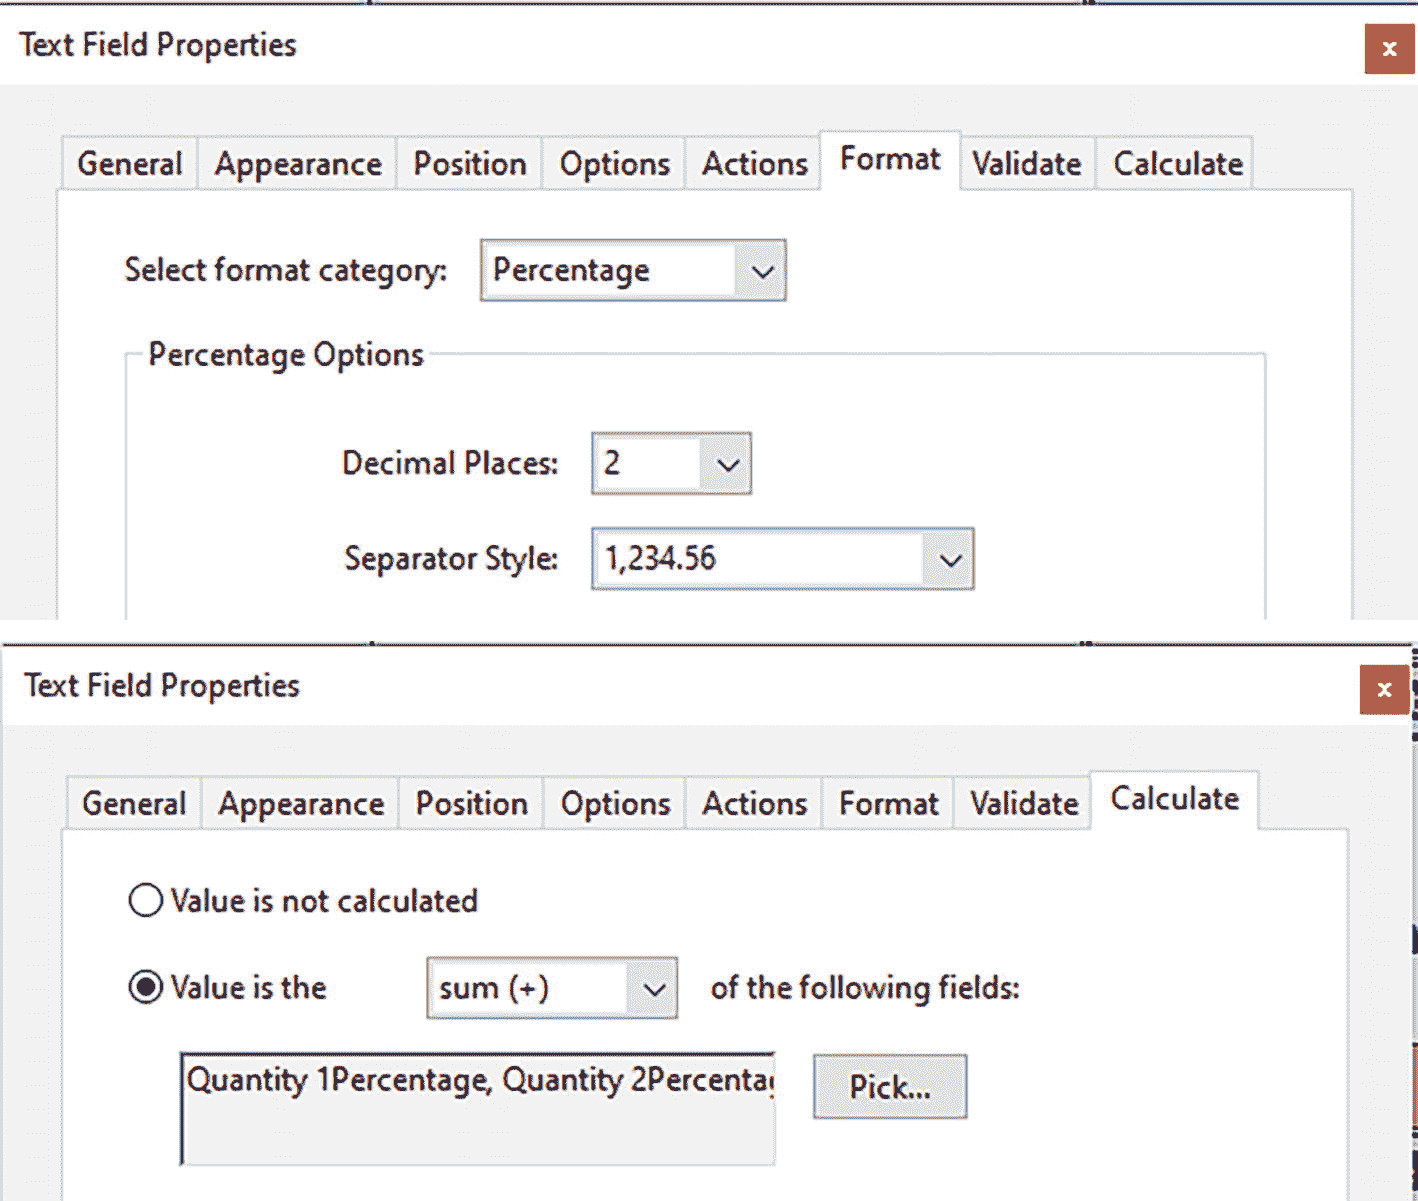 Text Field Properties
x
General Appearance Position Options Actions Format Validate Calculate
Select format category: Percentage
Percentage Options
Decimal Places: 2
Separator Style: 1,234.56
Text Field Properties
x
General Appearance Position Options Actions Format Validate Calculate
Value is not calculated
Value is the sum (+) of the following fields:
Quantity 1Percentage, Quantity 2Percenta
Pick...